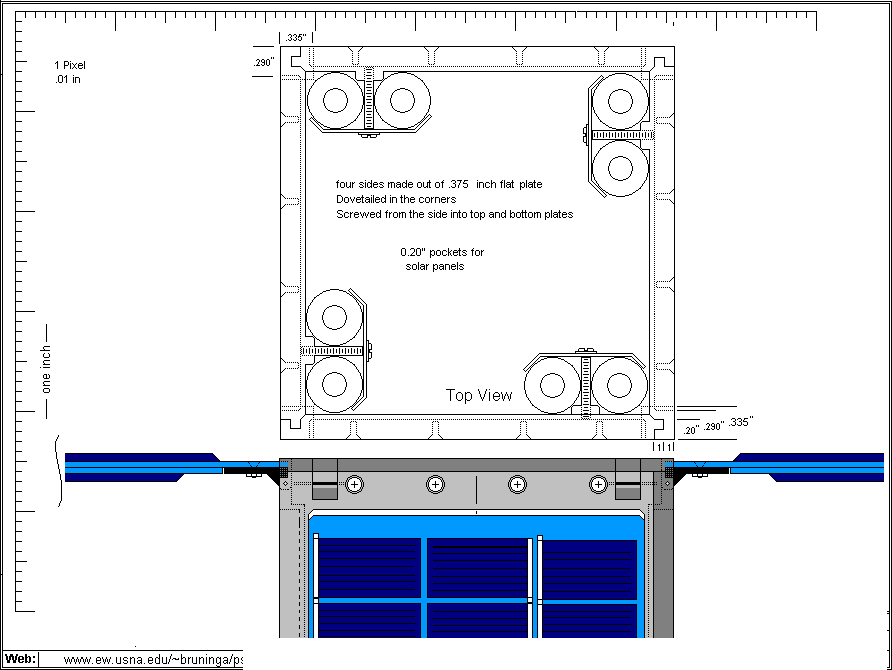 .335"
.290"
1 Pixel
.01 in
four sides made out of .375 inch flat plate
Dovetailed in the corners
Screwed from the side into top and bottom plates
0.20" pockets for
solar panels
one inch
Top View
.20" .290" .335"
1 1
Web: www.ew.usna.edu/~bruninga/ps